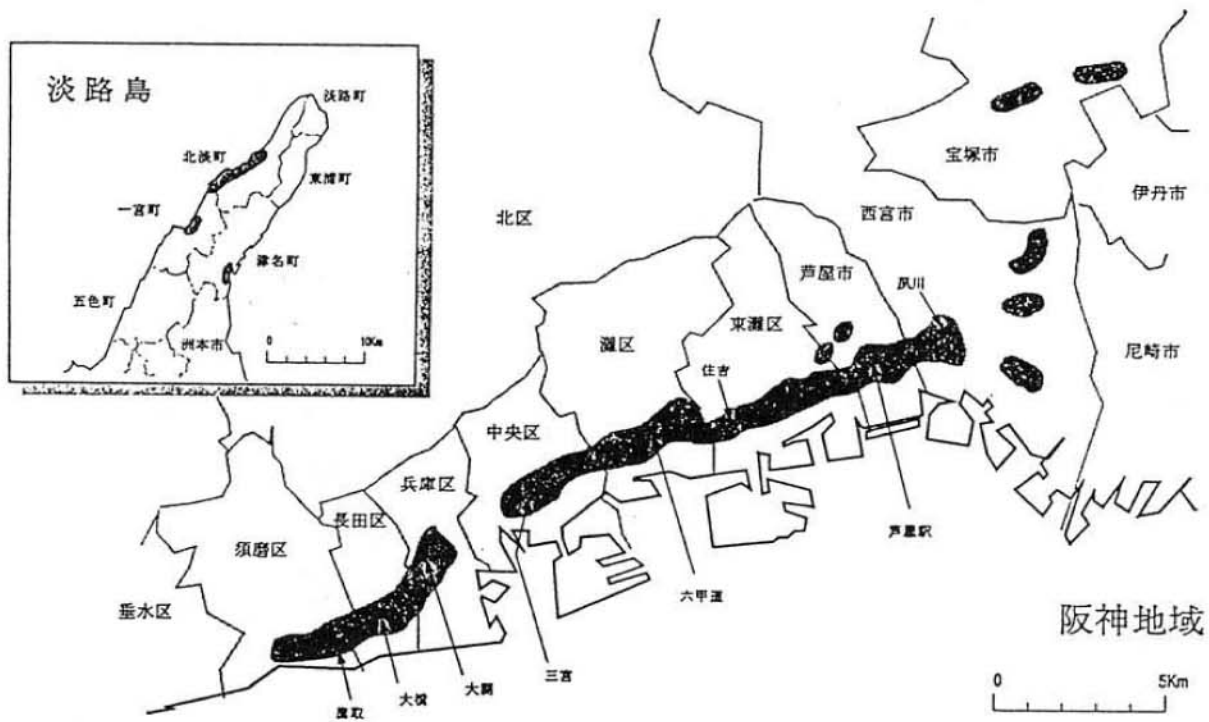 淡路島
淡路町
北淡町
東浦町
一宮町
津名町
五色町
洲本市
0 10Km
宝塚市
伊丹市
北区
西宮市
芦屋市
夙川
東灘区
灘区
尼崎市
住吉
中央区
兵庫区
長田区
芦屋駅
須磨区
六甲道
垂水区
阪神地域
三宮
大開
大橋
鷹取
0 5Km